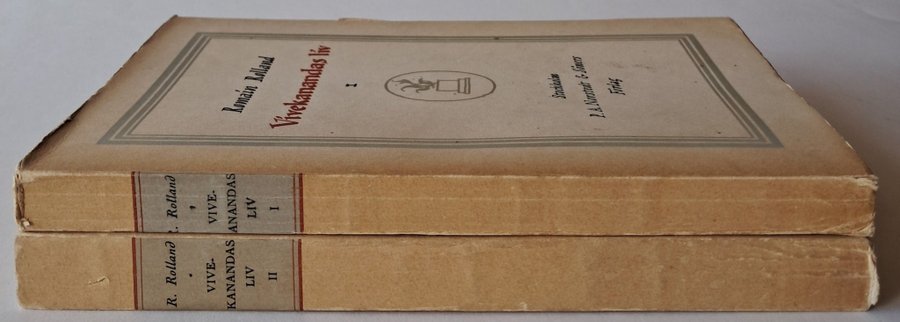 Romain Rolland
Vivekanandas liv
I
Stockholm
P. A. Norstedt & Söners
Förlag
R. Rolland
VIVE-
KANANDAS
LIV
I
R. Rolland
VIVE-
KANANDAS
LIV
II